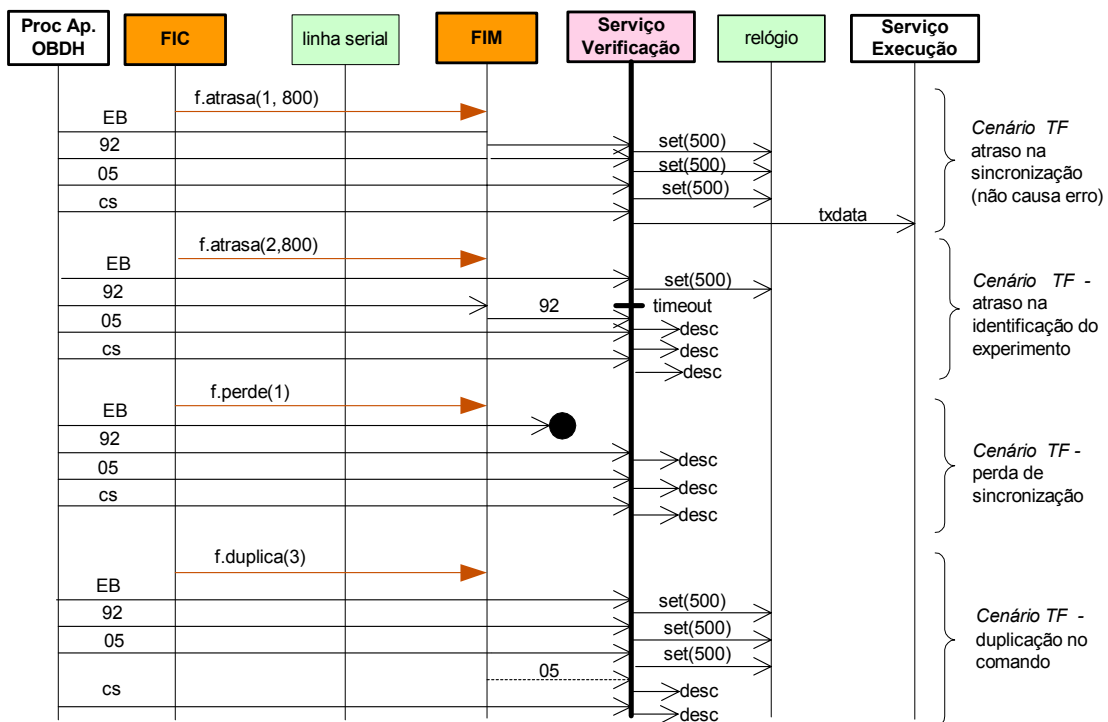 Proc Ap.
OBDH
FIC
linha serial
FIM
Serviço
Verificação
relógio
Serviço
Execução
f.atrasa(1, 800)
EB
92
set(500)
set(500)
05
set(500)
cs
txdata
Cenário TF
atraso na
sincronização
(não causa erro)
f.atrasa(2,800)
EB
set(500)
92
92
timeout
05
desc
cs
desc
desc
Cenário TF -
atraso na
identificação do
experimento
f.perde(1)
EB
92
desc
05
desc
cs
desc
Cenário TF -
perda de
sincronização
f.duplica(3)
EB
set(500)
92
set(500)
05
set(500)
05
cs
desc
desc
Cenário TF -
duplicação no
comando